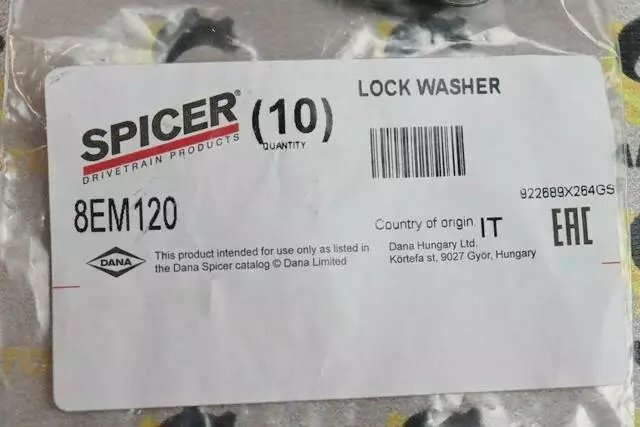 LOCK WASHER
SPICER®
DRIVETRAIN PRODUCTS
(10)
QUANTITY
922689X264GS
8EM120
Country of origin IT
EAC
DANA
This product intended for use only as listed in
the Dana Spicer catalog © Dana Limited
Dana Hungary Ltd.
Körtefa st, 9027 Györ, Hungary